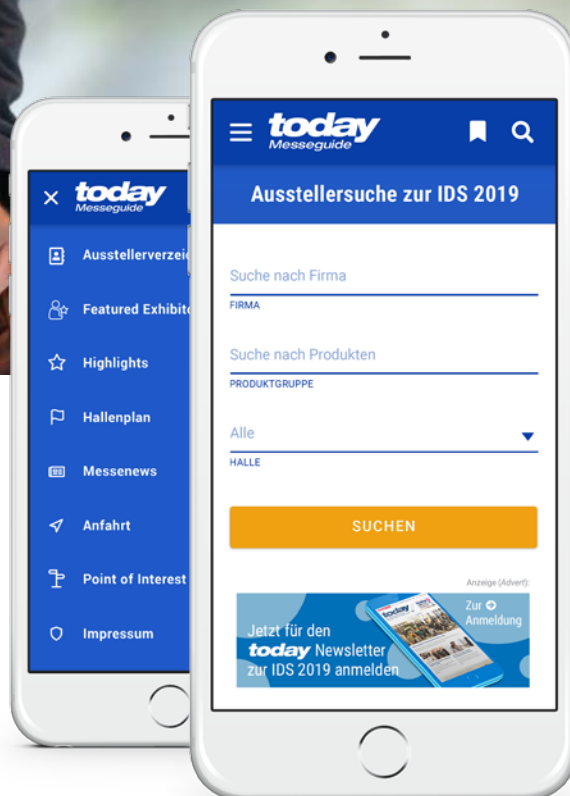 today
Messeguide
Featured
Highlights
Hallenplan
Messenews
Anfahrt
Point of Interest
Impressum
today
Messeguide
Ausstellersuche zur IDS 2019
Suche nach Firma
FIRMA
Suche nach Produkten
PRODUKTGRUPPE
Alle
HALLE
SUCHEN
Anzeige (Advert):
Jetzt für den
today Newsletter
zur IDS 2019 anmelden
today
Zur
Anmeldung